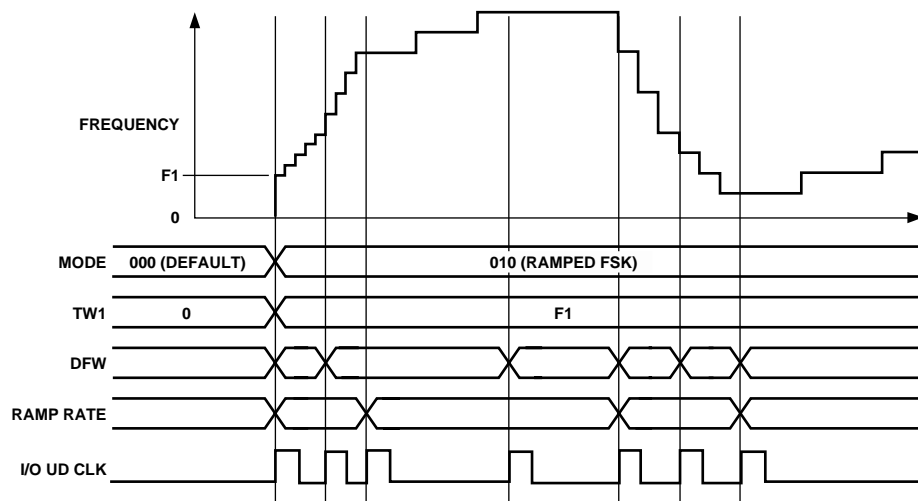 FREQUENCY
F1
0
MODE 000 (DEFAULT) 010 (RAMPED FSK)
TW1 0 F1
DFW
RAMP RATE
I/O UD CLK